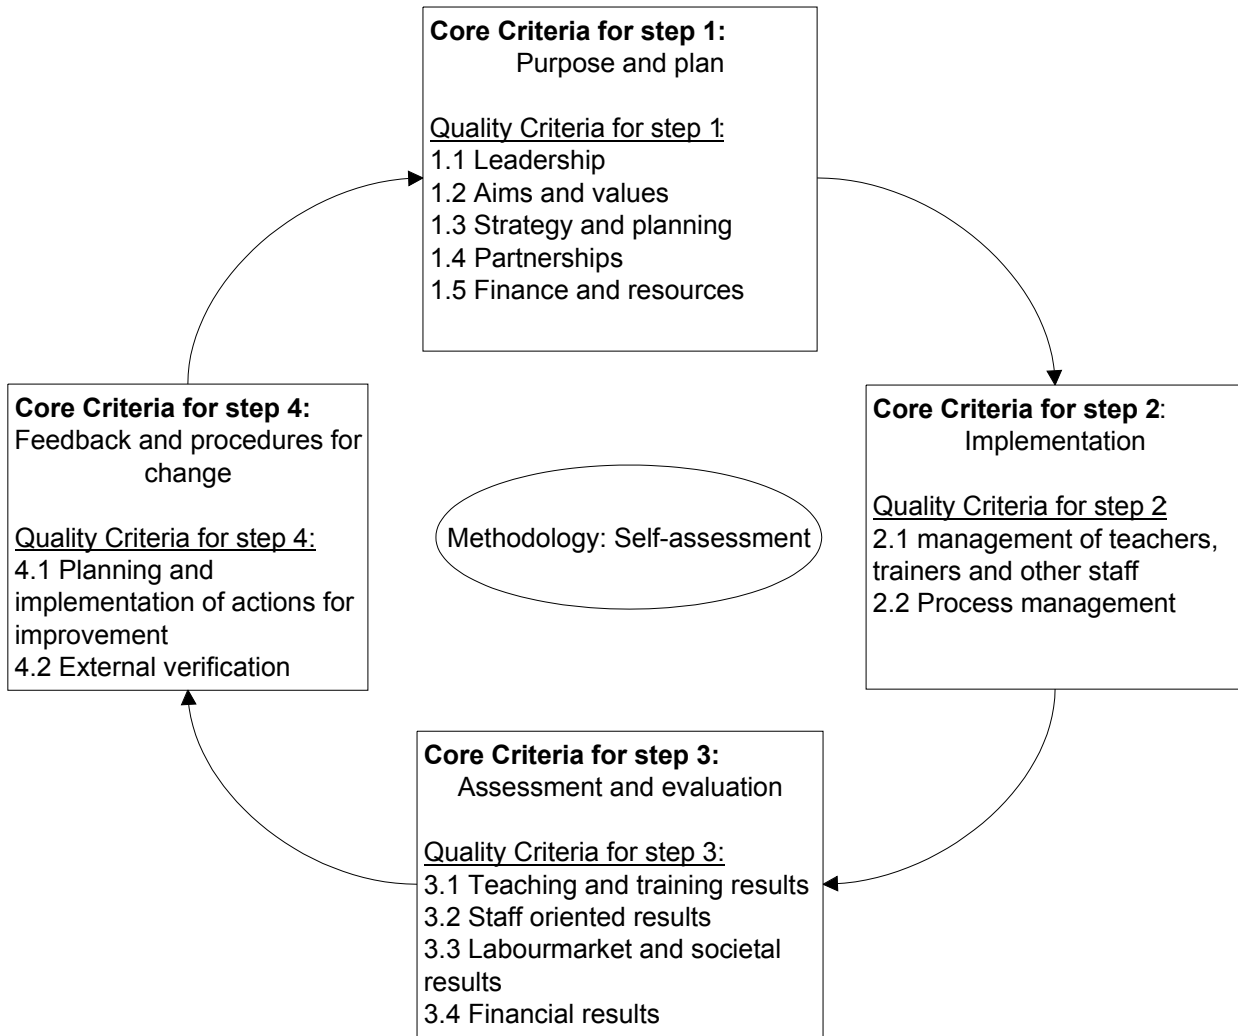 Core Criteria for step 1:
Purpose and plan
Quality Criteria for step 1:
1.1 Leadership
1.2 Aims and values
1.3 Strategy and planning
1.4 Partnerships
1.5 Finance and resources
Core Criteria for step 2:
Implementation
Quality Criteria for step 2
2.1 management of teachers,
trainers and other staff
2.2 Process management
Core Criteria for step 3:
Assessment and evaluation
Quality Criteria for step 3:
3.1 Teaching and training results
3.2 Staff oriented results
3.3 Labourmarket and societal
results
3.4 Financial results
Core Criteria for step 4:
Feedback and procedures for
change
Quality Criteria for step 4:
4.1 Planning and
implementation of actions for
improvement
4.2 External verification
Methodology: Self-assessment